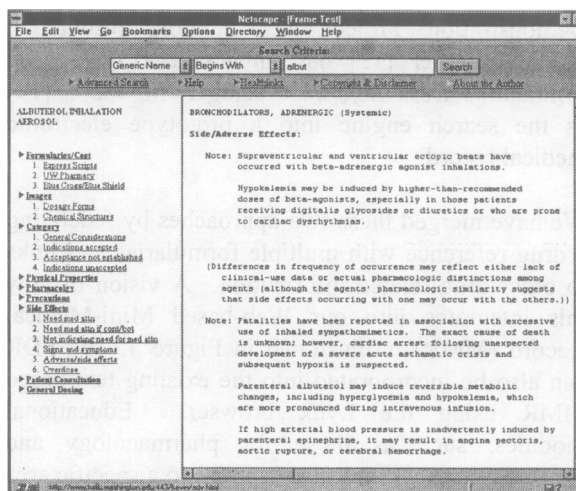 Netscape - [Frame Test]
File Edit View Go Bookmarks Options Directory Window Help
Search Criteria:
Generic Name Begins With albut Search
Advanced Search Help Healthlinks Copyright & Disclaimer About the Author
ALBUTEROL INHALATION
AEROSOL
Formularies/Cost
1. Express Scripts
2. UW Pharmacy
3. Blue Cross/Blue Shield
Images
1. Dosage Forms
2. Chemical Structures
Category
1. General Considerations
2. Indications accepted
3. Acceptance not established
4. Indications unaccepted
Physical Properties
Pharmacology
Precautions
Side Effects
1. Need med attn
2. Need med attn if cont/bot
3. Not indicating need for med attn
4. Signs and symptoms
5. Adverse/side effects
6. Overdose
Patient Consultation
General Dosing
BRONCHODILATORS, ADRENERGIC (Systemic)
Side/Adverse Effects:
Note: Supraventricular and ventricular ectopic beats have
occurred with beta-adrenergic agonist inhalations.
Hypokalemia may be induced by higher-than-recommended
doses of beta-agonists, especially in those patients
receiving digitalis glycosides or diuretics or who are prone
to cardiac dysrhythmias.
(Differences in frequency of occurrence may reflect either lack of
clinical-use data or actual pharmacologic distinctions among
agents (although the agents' pharmacologic similarity suggests
that side effects occurring with one may occur with the others.))
Note: Fatalities have been reported in association with excessive
use of inhaled sympathomimetics. The exact cause of death
is unknown; however, cardiac arrest following unexpected
development of a severe acute asthamatic crisis and
subsequent hypoxia is suspected.
Beta-adrenergics may induce reversible metabolic
changes, including hyperglycemia and hypokalemia, which
are more pronounced during intravenous infusion.
If high arterial blood pressure is inadvertently induced by
parenteral epinephrine, it may result in angina pectoris,
aortic rupture, or cerebral hemorrhage.